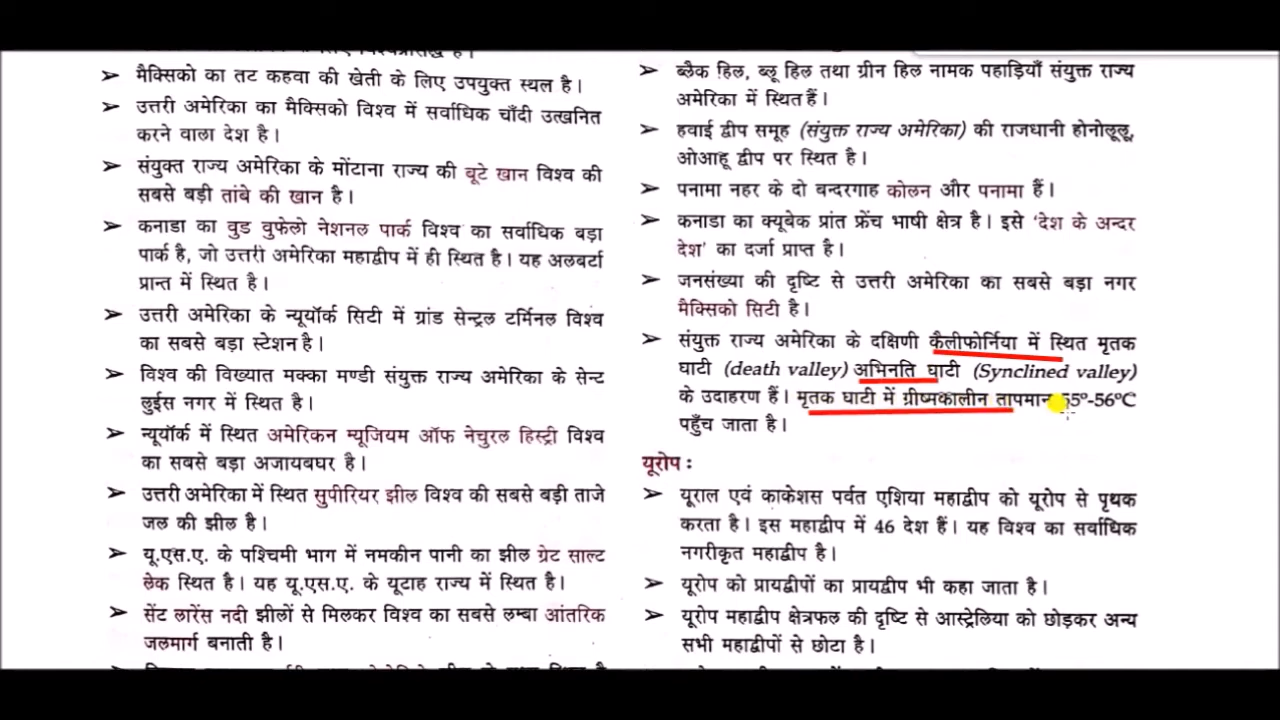 ➢ मैक्सिको का तट कहवा की खेती के लिए उपयुक्त स्थल है।
➢ उत्तरी अमेरिका का मैक्सिको विश्व में सर्वाधिक चाँदी उत्खनित
करने वाला देश है।
➢ संयुक्त राज्य अमेरिका के मोंटाना राज्य की बूटे खान विश्व की
सबसे बड़ी तांबे की खान है।
➢ कनाडा का वुड वुफेलो नेशनल पार्क विश्व का सर्वाधिक बड़ा
पार्क है, जो उत्तरी अमेरिका महाद्वीप में ही स्थित है। यह अलबर्टा
प्रान्त में स्थित है।
➢ उत्तरी अमेरिका के न्यूयॉर्क सिटी में ग्रांड सेन्ट्रल टर्मिनल विश्व
का सबसे बड़ा स्टेशन है।
➢ विश्व की विख्यात मक्का मण्डी संयुक्त राज्य अमेरिका के सेन्ट
लुईस नगर में स्थित है।
➢ न्यूयॉर्क में स्थित अमेरिकन म्यूजियम ऑफ नेचुरल हिस्ट्री विश्व
का सबसे बड़ा अजायबघर है।
➢ उत्तरी अमेरिका में स्थित सुपीरियर झील विश्व की सबसे बड़ी ताजे
जल की झील है।
➢ यू.एस.ए. के पश्चिमी भाग में नमकीन पानी का झील ग्रेट साल्ट
लेक स्थित है। यह यू.एस.ए. के यूटाह राज्य में स्थित है।
➢ सेंट लारेंस नदी झीलों से मिलकर विश्व का सबसे लम्बा आंतरिक
जलमार्ग बनाती है।
➢ ब्लैक हिल, ब्लू हिल तथा ग्रीन हिल नामक पहाड़ियाँ संयुक्त राज्य
अमेरिका में स्थित हैं।
➢ हवाई द्वीप समूह (संयुक्त राज्य अमेरिका) की राजधानी होनोलूलू,
ओआहू द्वीप पर स्थित है।
➢ पनामा नहर के दो बन्दरगाह कोलन और पनामा हैं।
➢ कनाडा का क्यूबेक प्रांत फ्रेंच भाषी क्षेत्र है। इसे ‘देश के अन्दर
देश’ का दर्जा प्राप्त है।
➢ जनसंख्या की दृष्टि से उत्तरी अमेरिका का सबसे बड़ा नगर
मैक्सिको सिटी है।
➢ संयुक्त राज्य अमेरिका के दक्षिणी कैलीफोर्निया में स्थित मृतक
घाटी (death valley) अभिनति घाटी (Synclined valley)
के उदाहरण हैं। मृतक घाटी में ग्रीष्मकालीन तापमान 55°-56°C
पहुँच जाता है।
यूरोप :
➢ यूराल एवं काकेशस पर्वत एशिया महाद्वीप को यूरोप से पृथक
करता है। इस महाद्वीप में 46 देश हैं। यह विश्व का सर्वाधिक
नगरीकृत महाद्वीप है।
➢ यूरोप को प्रायद्वीपों का प्रायद्वीप भी कहा जाता है।
➢ यूरोप महाद्वीप क्षेत्रफल की दृष्टि से आस्ट्रेलिया को छोड़कर अन्य
सभी महाद्वीपों से छोटा है।